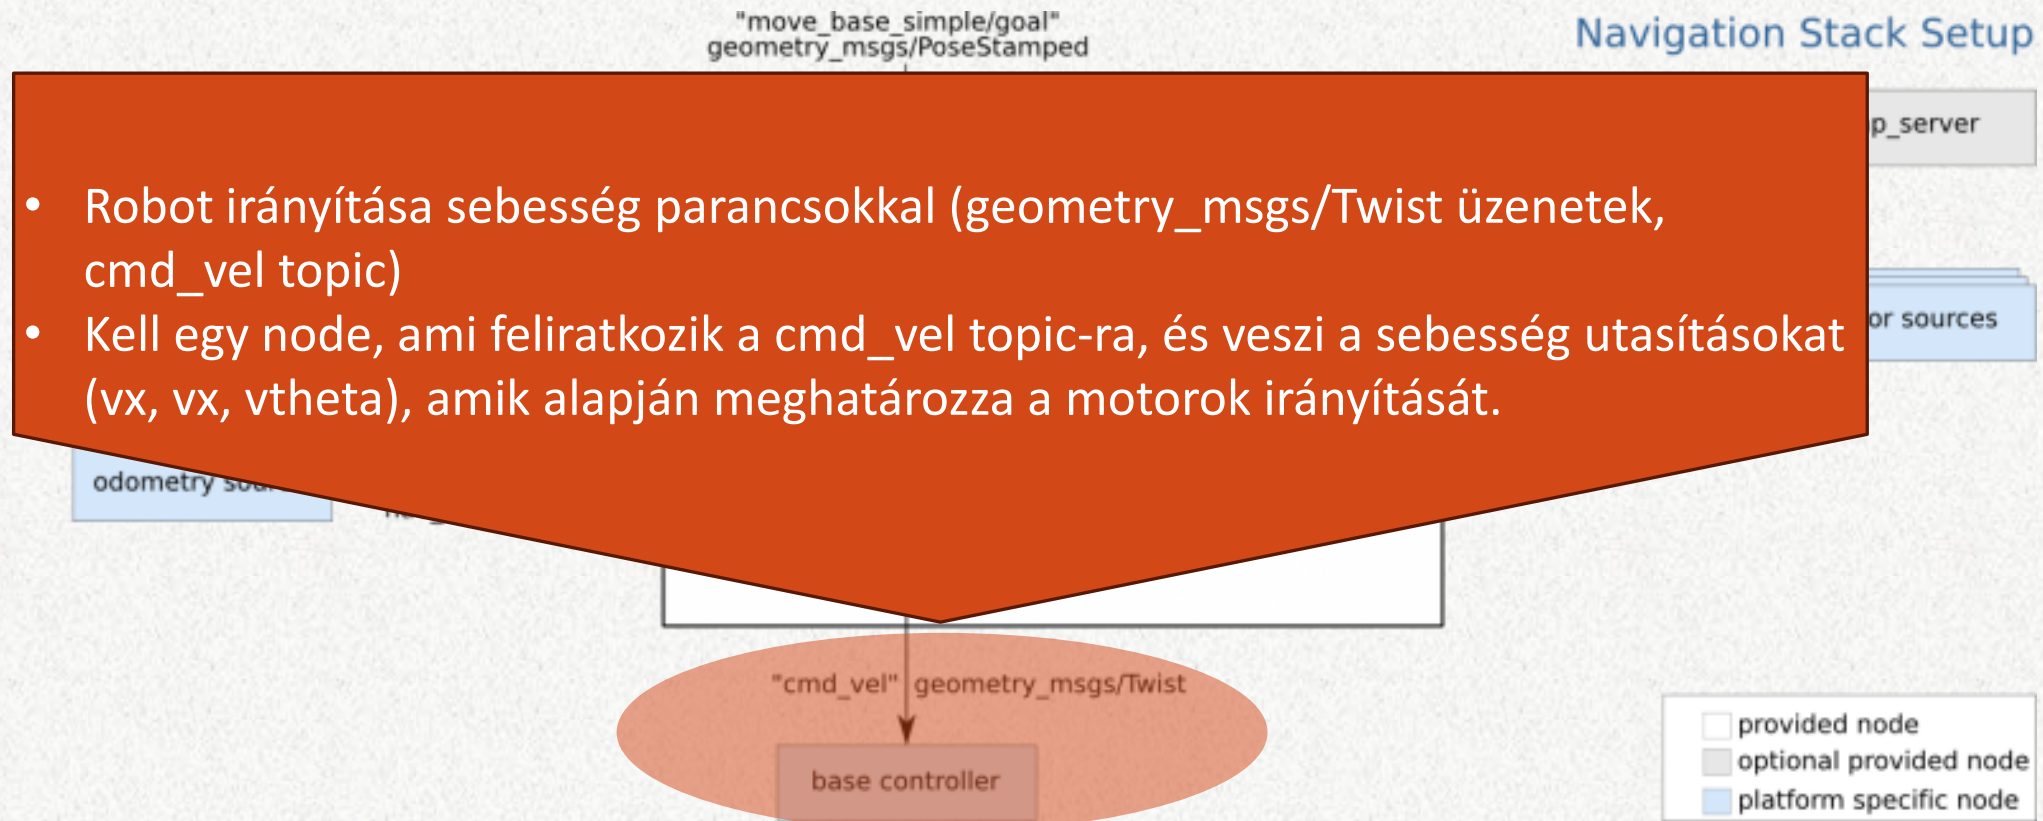 "move_base_simple/goal"
geometry_msgs/PoseStamped
Navigation Stack Setup
p_server
• Robot irányítása sebesség parancsokkal (geometry_msgs/Twist üzenetek,
cmd_vel topic)
• Kell egy node, ami feliratkozik a cmd_vel topic-ra, és veszi a sebesség utasításokat
(vx, vx, vtheta), amik alapján meghatározza a motorok irányítását.
or sources
odometry
"cmd_vel" geometry_msgs/Twist
base controller
provided node
optional provided node
platform specific node